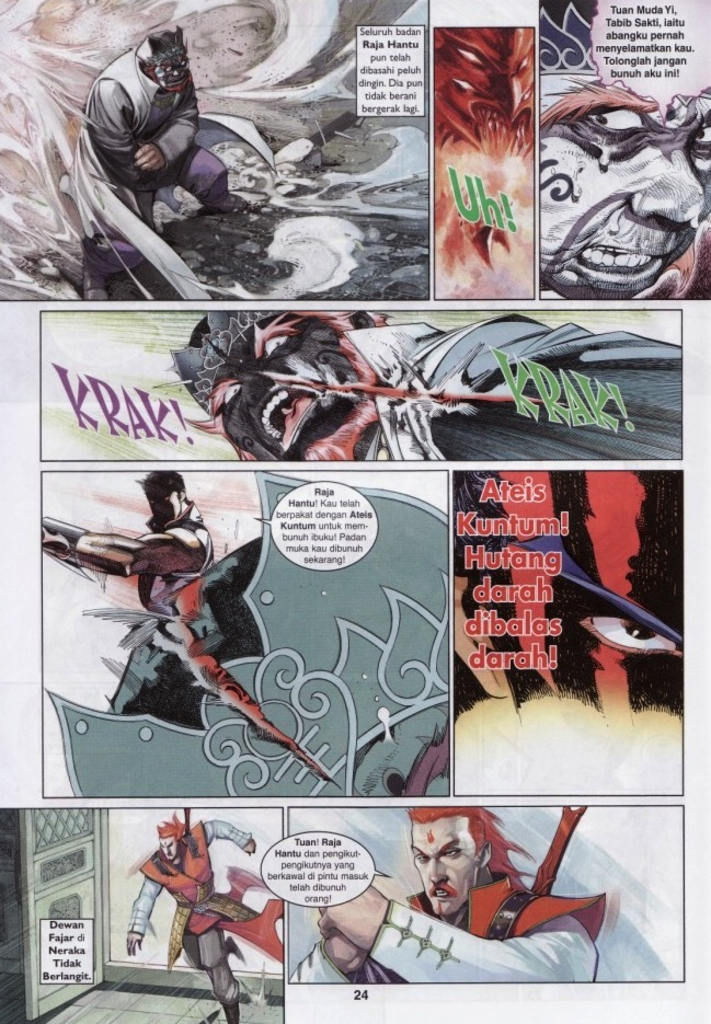 Seluruh badan
Raja Hantu
pun telah
dibasahi peluh
dingin. Dia pun
tidak berani
bergerak lagi.
Uh!
Tuan Muda Yi,
Tabib Sakti, iaitu
abangku pernah
menyelamatkan kau.
Tolonglah jangan
bunuh aku ini!
KRAK!
KRAK!
Raja
Hantu! Kau telah
berpakat dengan Ateis
Kuntum untuk mem-
bunuh ibuku! Padan
muka kau dibunuh
sekarang!
Ateis
Kuntum!
Hutang
darah
dibalas
darah!
Dewan
Fajar di
Neraka
Tidak
Berlangit.
Tuan! Raja
Hantu dan pengikut-
pengikutnya yang
berkawal di pintu masuk
telah dibunuh
orang!
24